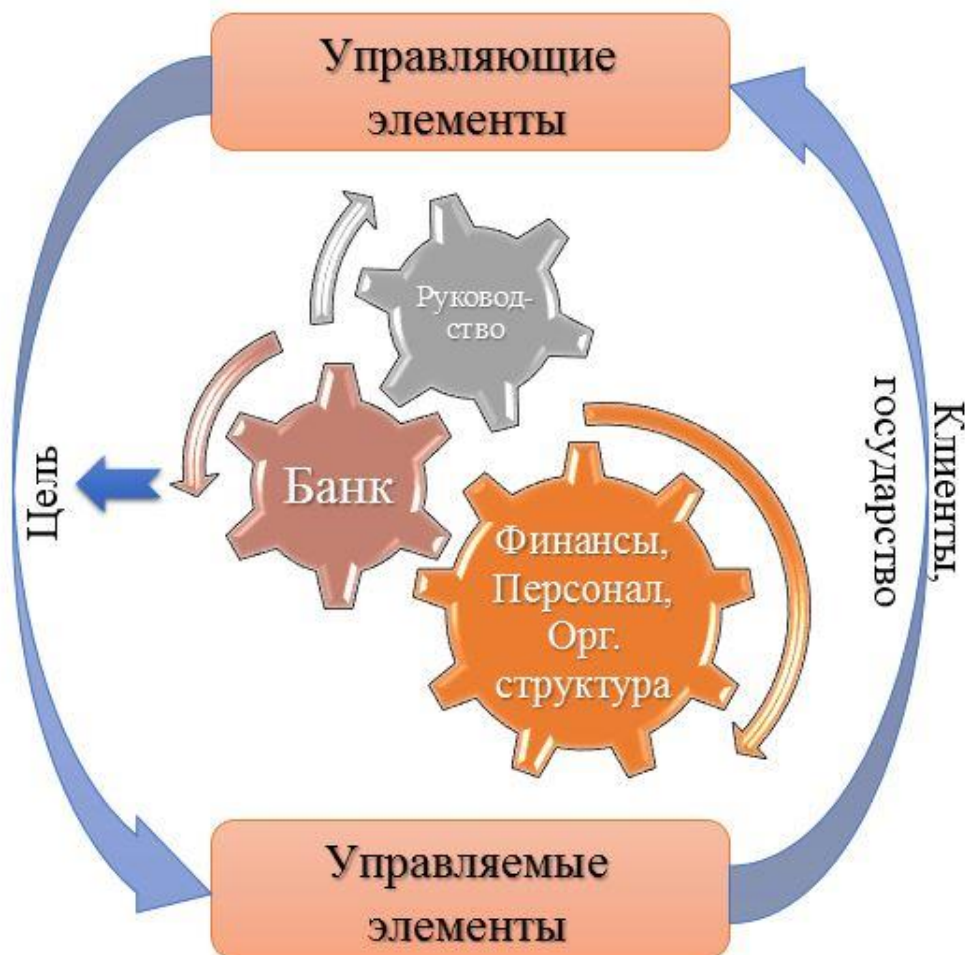 Управляющие
элементы
Руковод-
ство
Банк
Финансы,
Персонал,
Орг.
структура
Цель
Клиенты,
государство
Управляемые
элементы